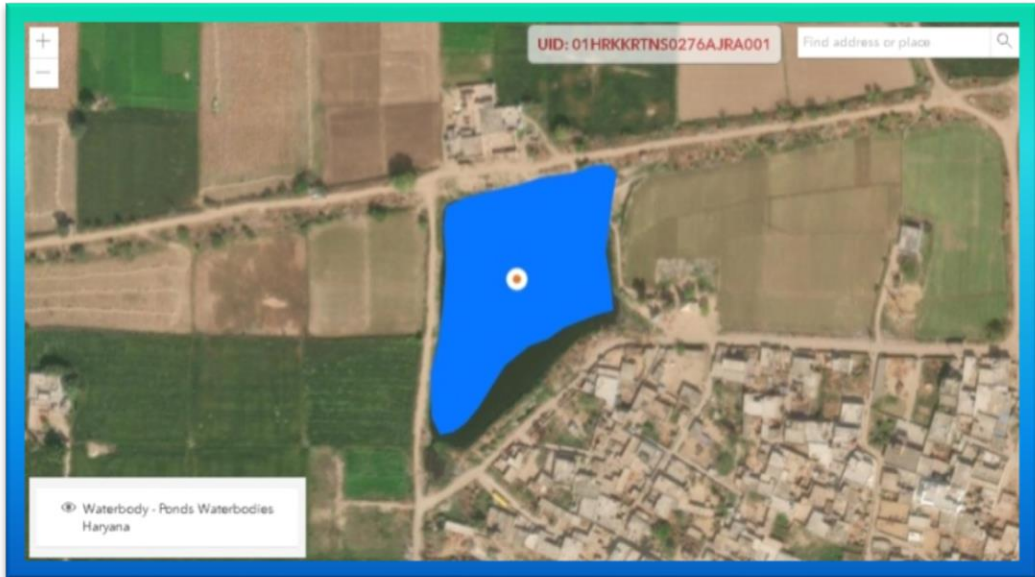 +
UID: 01HRKKRTNS0276AJRA001
Find address or place
−
Waterbody - Ponds Waterbodies
Haryana